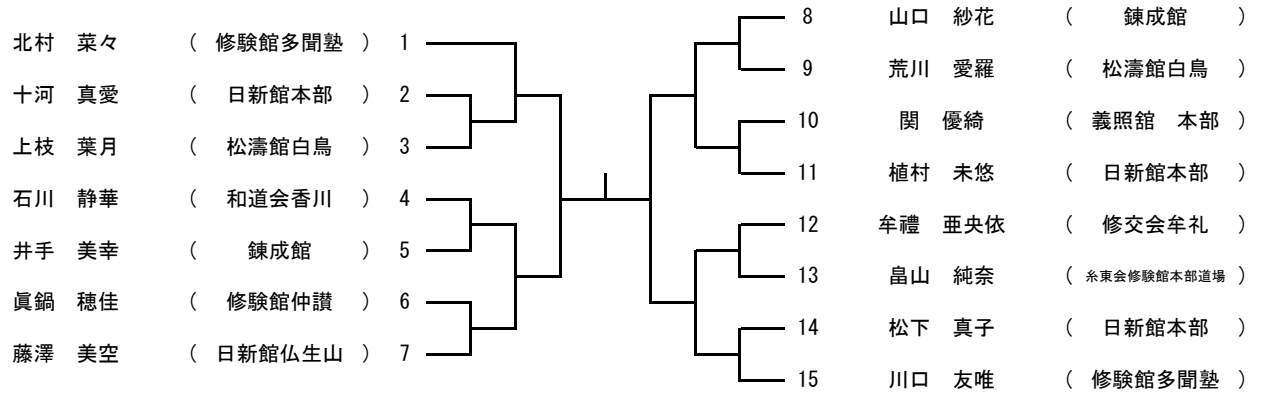 北村　菜々 （ 修験館多聞塾 ） 1
十河　真愛 （ 日新館本部 ） 2
上枝　葉月 （ 松濤館白鳥 ） 3
石川　静華 （ 和道会香川 ） 4
井手　美幸 （ 錬成館 ） 5
眞鍋　穂佳 （ 修験館仲讃 ） 6
藤澤　美空 （ 日新館仏生山 ） 7
8 山口　紗花 （ 錬成館 ）
9 荒川　愛羅 （ 松濤館白鳥 ）
10 関　優綺 （ 義照舘　本部 ）
11 植村　未悠 （ 日新館本部 ）
12 牟禮　亜央依 （ 修交会牟礼 ）
13 畠山　純奈 （ 糸東会修験館本部道場 ）
14 松下　真子 （ 日新館本部 ）
15 川口　友唯 （ 修験館多聞塾 ）